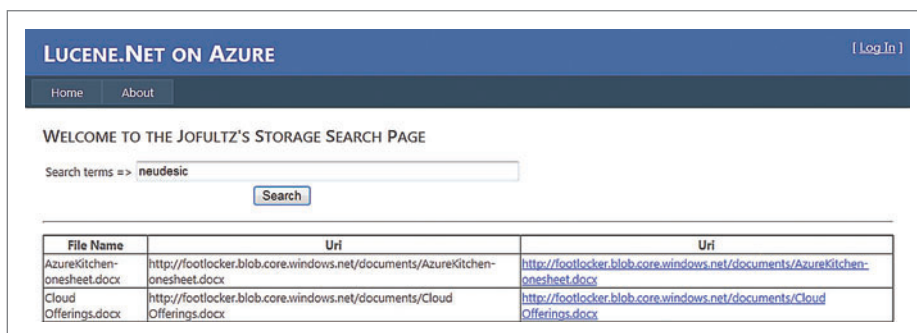 LUCENE.NET ON AZURE
[ Log In ]
Home About
WELCOME TO THE JOFULTZ'S STORAGE SEARCH PAGE
Search terms => neudesic
Search
File Name Uri Uri
AzureKitchen- http://footlocker.blob.core.windows.net/documents/AzureKitchen- http://footlocker.blob.core.windows.net/documents/AzureKitchen-
onesheet.docx onesheet.docx onesheet.docx
Cloud http://footlocker.blob.core.windows.net/documents/Cloud http://footlocker.blob.core.windows.net/documents/Cloud
Offerings.docx Offerings.docx Offerings.docx